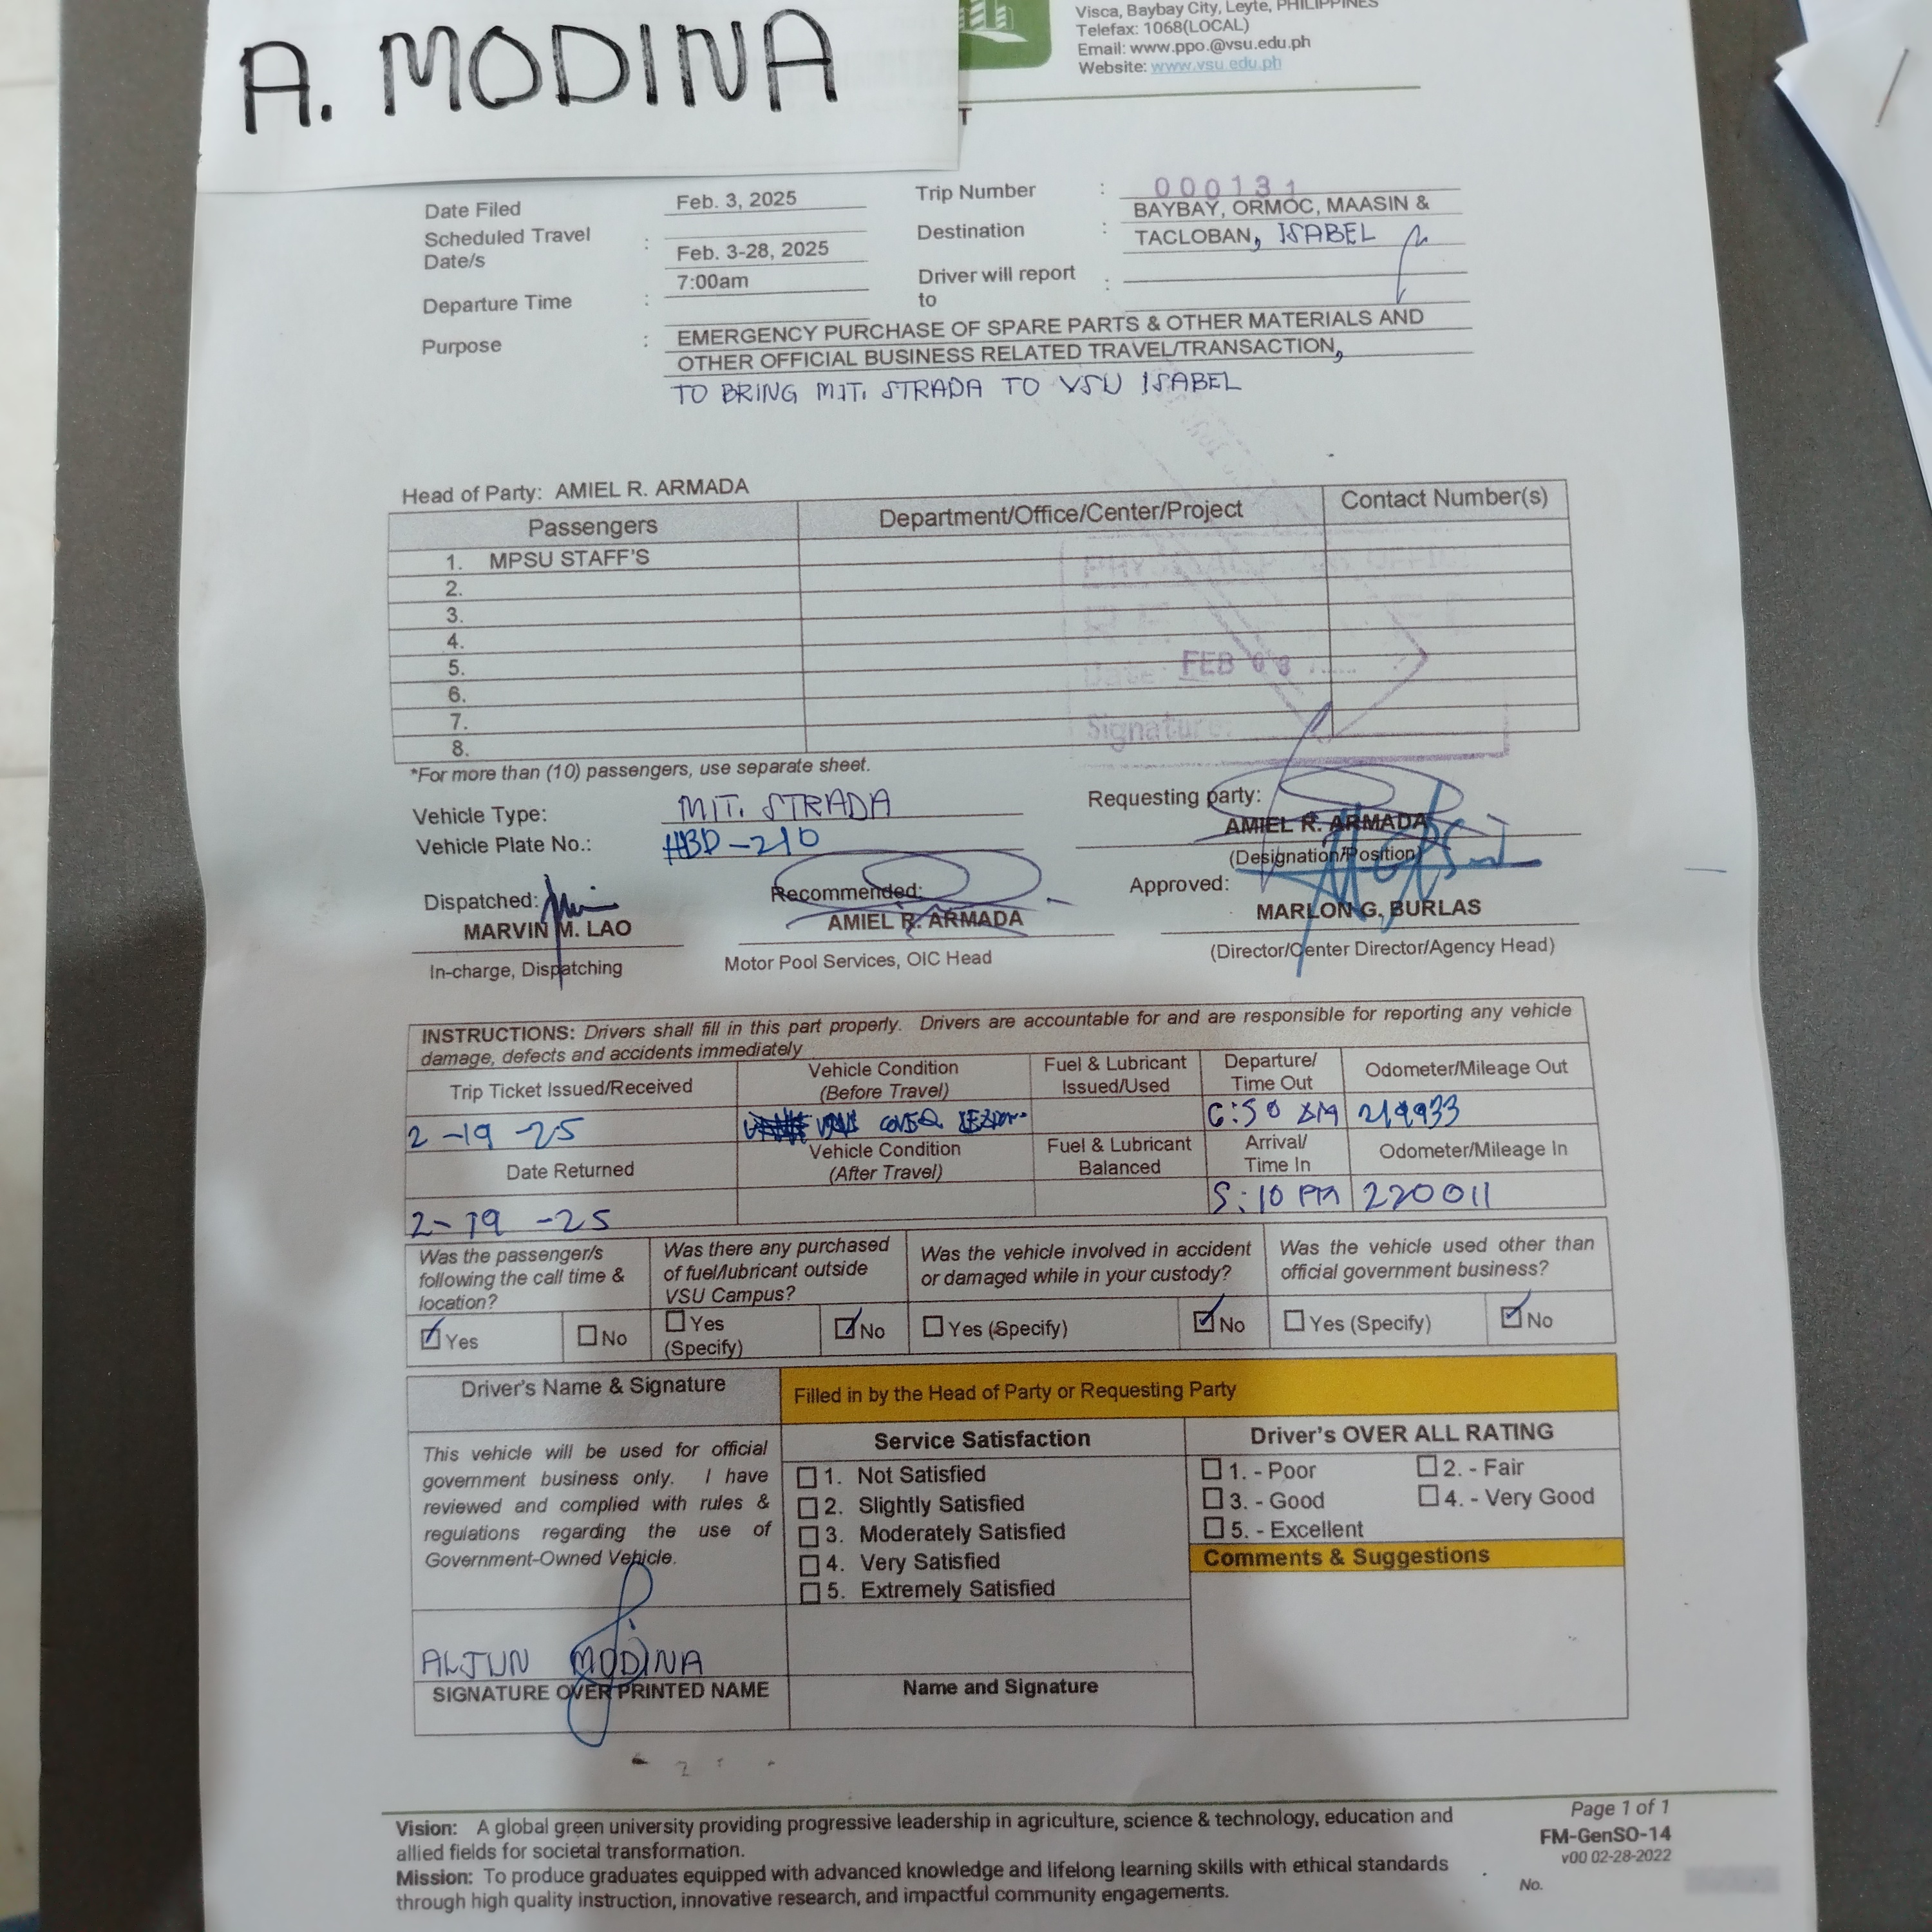 A. MODINA
Visca, Baybay City, Leyte, PHILIPPINES
Telefax: 1068(LOCAL)
Email: www.ppo.@vsu.edu.ph
Website: www.vsu.edu.ph
T
Date Filed Feb. 3, 2025 Trip Number : 000131
Scheduled Travel Date/s : Feb. 3-28, 2025 Destination : BAYBAY, ORMOC, MAASIN &
TACLOBAN, ISABEL
Departure Time : 7:00am Driver will report to :
Purpose : EMERGENCY PURCHASE OF SPARE PARTS & OTHER MATERIALS AND
OTHER OFFICIAL BUSINESS RELATED TRAVEL/TRANSACTION,
TO BRING MIT. STRADA TO VSU ISABEL
Head of Party: AMIEL R. ARMADA
Passengers Department/Office/Center/Project Contact Number(s)
1. MPSU STAFF'S
2.
3.
4.
5.
6.
7.
8.
Date: FEB 03
Signature:
*For more than (10) passengers, use separate sheet.
Vehicle Type: MIT. STRADA Requesting party:
Vehicle Plate No.: HBD-210 AMIEL R. ARMADA
(Designation/Position)
Dispatched: Recommended: Approved:
MARVIN M. LAO AMIEL R. ARMADA MARLON G. BURLAS
In-charge, Dispatching Motor Pool Services, OIC Head (Director/Center Director/Agency Head)
INSTRUCTIONS: Drivers shall fill in this part properly. Drivers are accountable for and are responsible for reporting any vehicle
damage, defects and accidents immediately
Trip Ticket Issued/Received Vehicle Condition (Before Travel) Fuel & Lubricant Issued/Used Departure/ Time Out Odometer/Mileage Out
2-19-25 COVER 6:50 AM 219933
Date Returned Vehicle Condition (After Travel) Fuel & Lubricant Balanced Arrival/ Time In Odometer/Mileage In
2-19-25 5:10 PM 220011
Was the passenger/s following the call time & location? Was there any purchased of fuel/lubricant outside VSU Campus? Was the vehicle involved in accident or damaged while in your custody? Was the vehicle used other than official government business?
Yes No Yes (Specify) No Yes (Specify) No Yes (Specify) No
Driver's Name & Signature Filled in by the Head of Party or Requesting Party
This vehicle will be used for official
government business only. I have
reviewed and complied with rules &
regulations regarding the use of
Government-Owned Vehicle.
ALJUN MODINA
SIGNATURE OVER PRINTED NAME
Service Satisfaction
1. Not Satisfied
2. Slightly Satisfied
3. Moderately Satisfied
4. Very Satisfied
5. Extremely Satisfied
Name and Signature
Driver's OVER ALL RATING
1. - Poor 2. - Fair
3. - Good 4. - Very Good
5. - Excellent
Comments & Suggestions
Vision: A global green university providing progressive leadership in agriculture, science & technology, education and
allied fields for societal transformation.
Mission: To produce graduates equipped with advanced knowledge and lifelong learning skills with ethical standards
through high quality instruction, innovative research, and impactful community engagements.
Page 1 of 1
FM-GenSO-14
v00 02-28-2022
No.